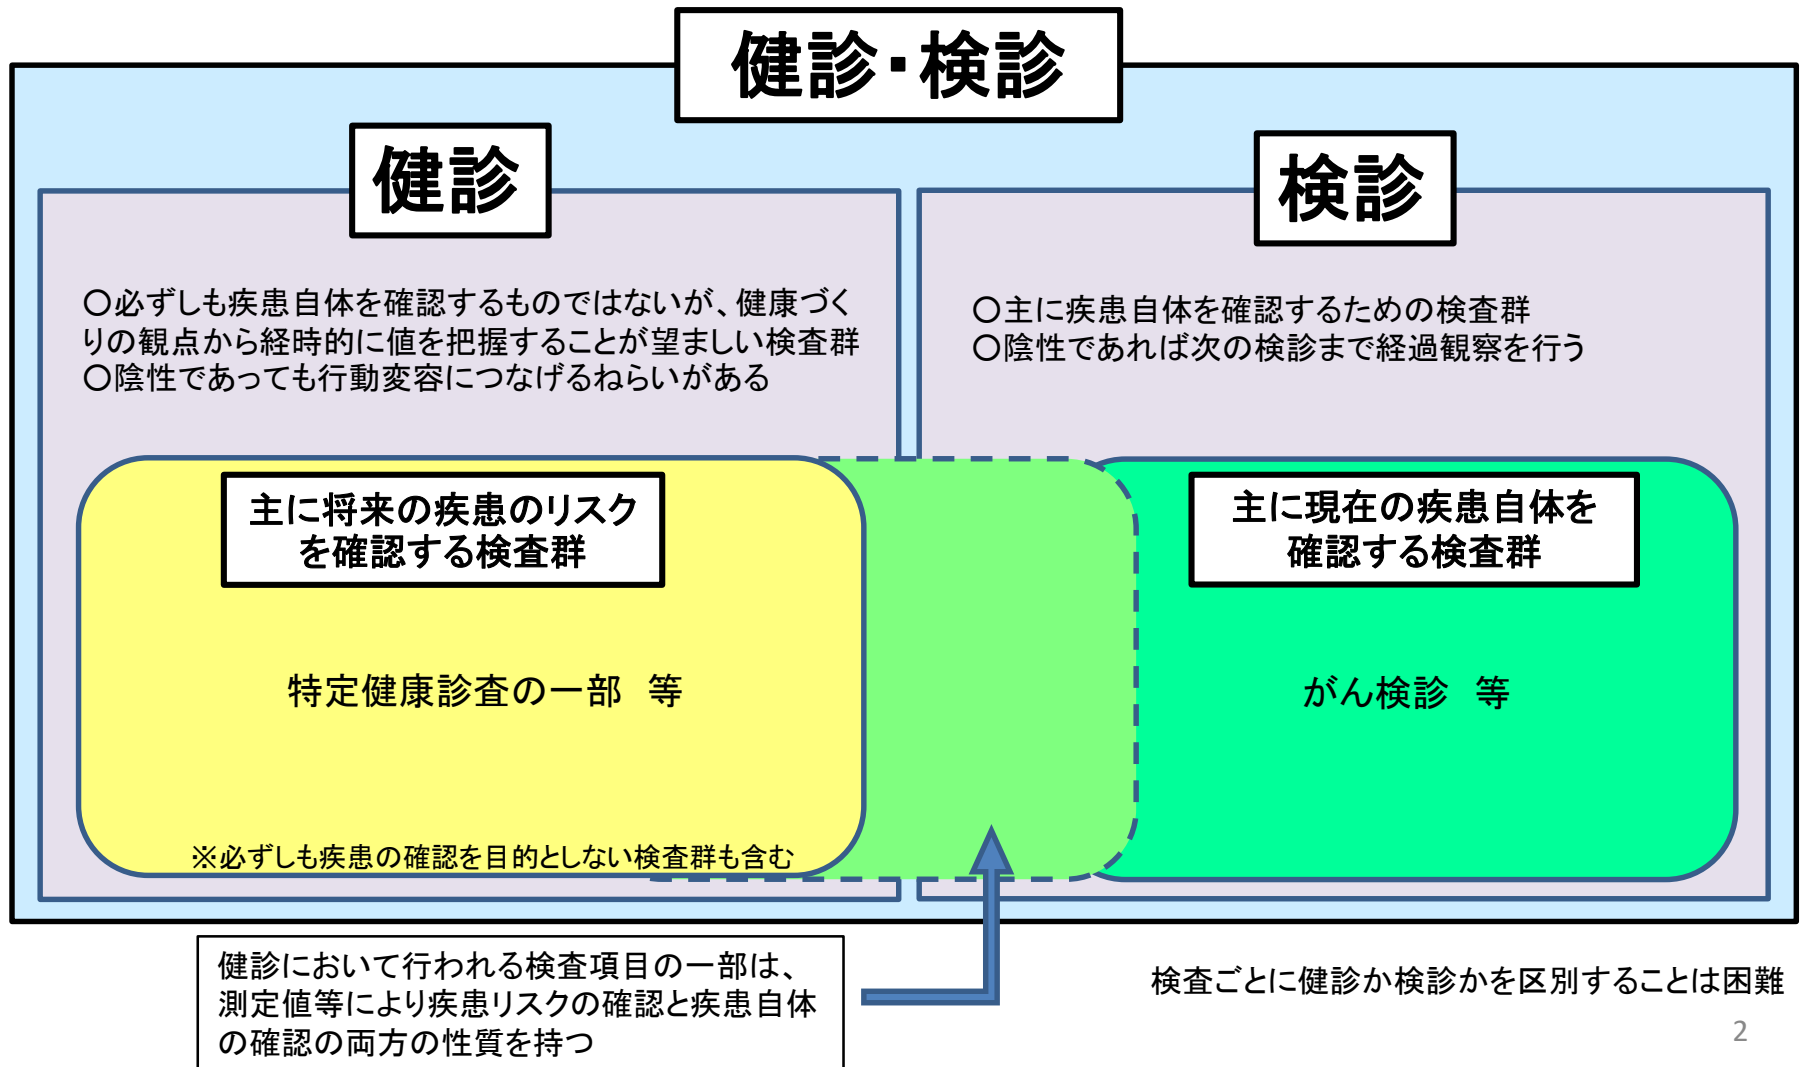 健診・検診
健診
検診
〇必ずしも疾患自体を確認するものではないが、健康づく
りの観点から経時的に値を把握することが望ましい検査群
〇陰性であっても行動変容につなげるねらいがある
〇主に疾患自体を確認するための検査群
〇陰性であれば次の検診まで経過観察を行う
主に将来の疾患のリスク
を確認する検査群
特定健康診査の一部　等
※必ずしも疾患の確認を目的としない検査群も含む
主に現在の疾患自体を
確認する検査群
がん検診　等
健診において行われる検査項目の一部は、
測定値等により疾患リスクの確認と疾患自体
の確認の両方の性質を持つ
検査ごとに健診か検診かを区別することは困難
2